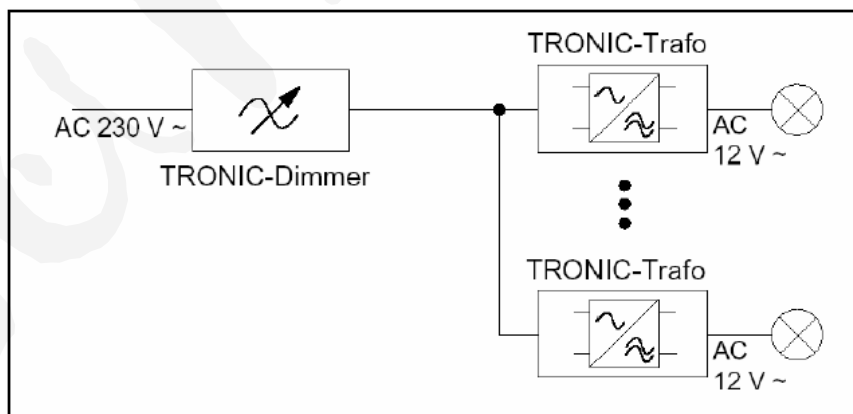 TRONIC-Trafo
AC 230 V ~
TRONIC-Dimmer
AC
12 V ~
TRONIC-Trafo
AC
12 V ~